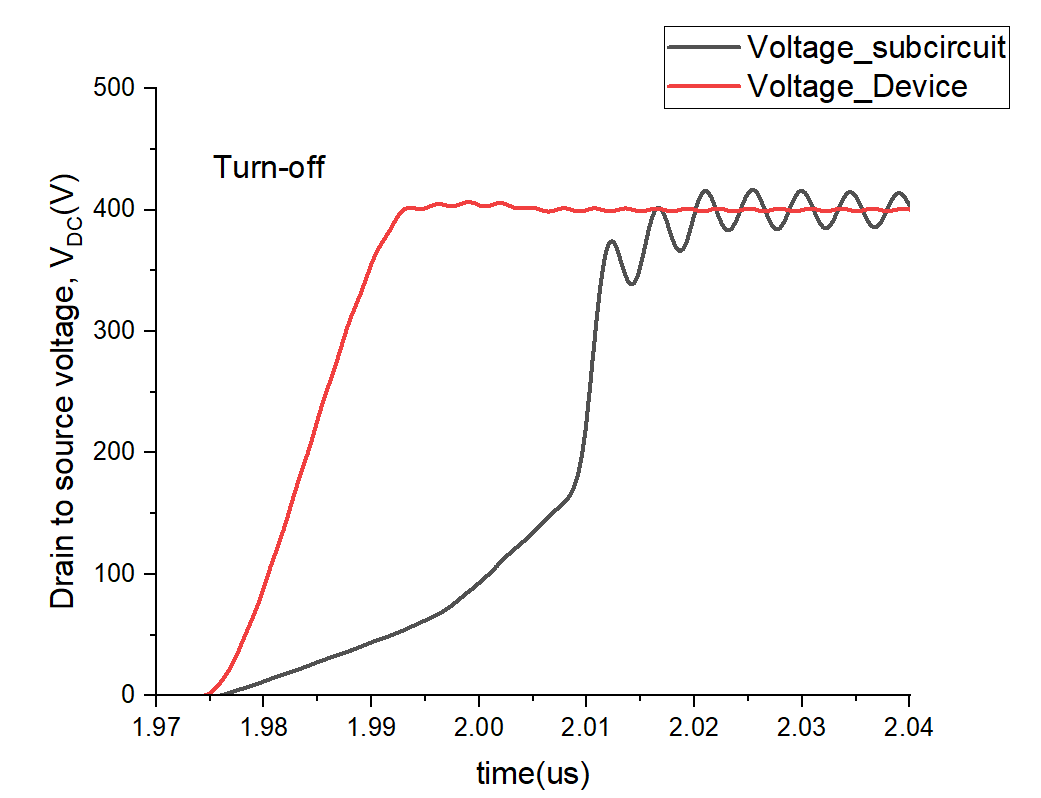 Voltage_subcircuit
Voltage_Device
Turn-off
500
400
300
200
100
0
Drain to source voltage, V_DC(V)
1.97 1.98 1.99 2.00 2.01 2.02 2.03 2.04
time(us)